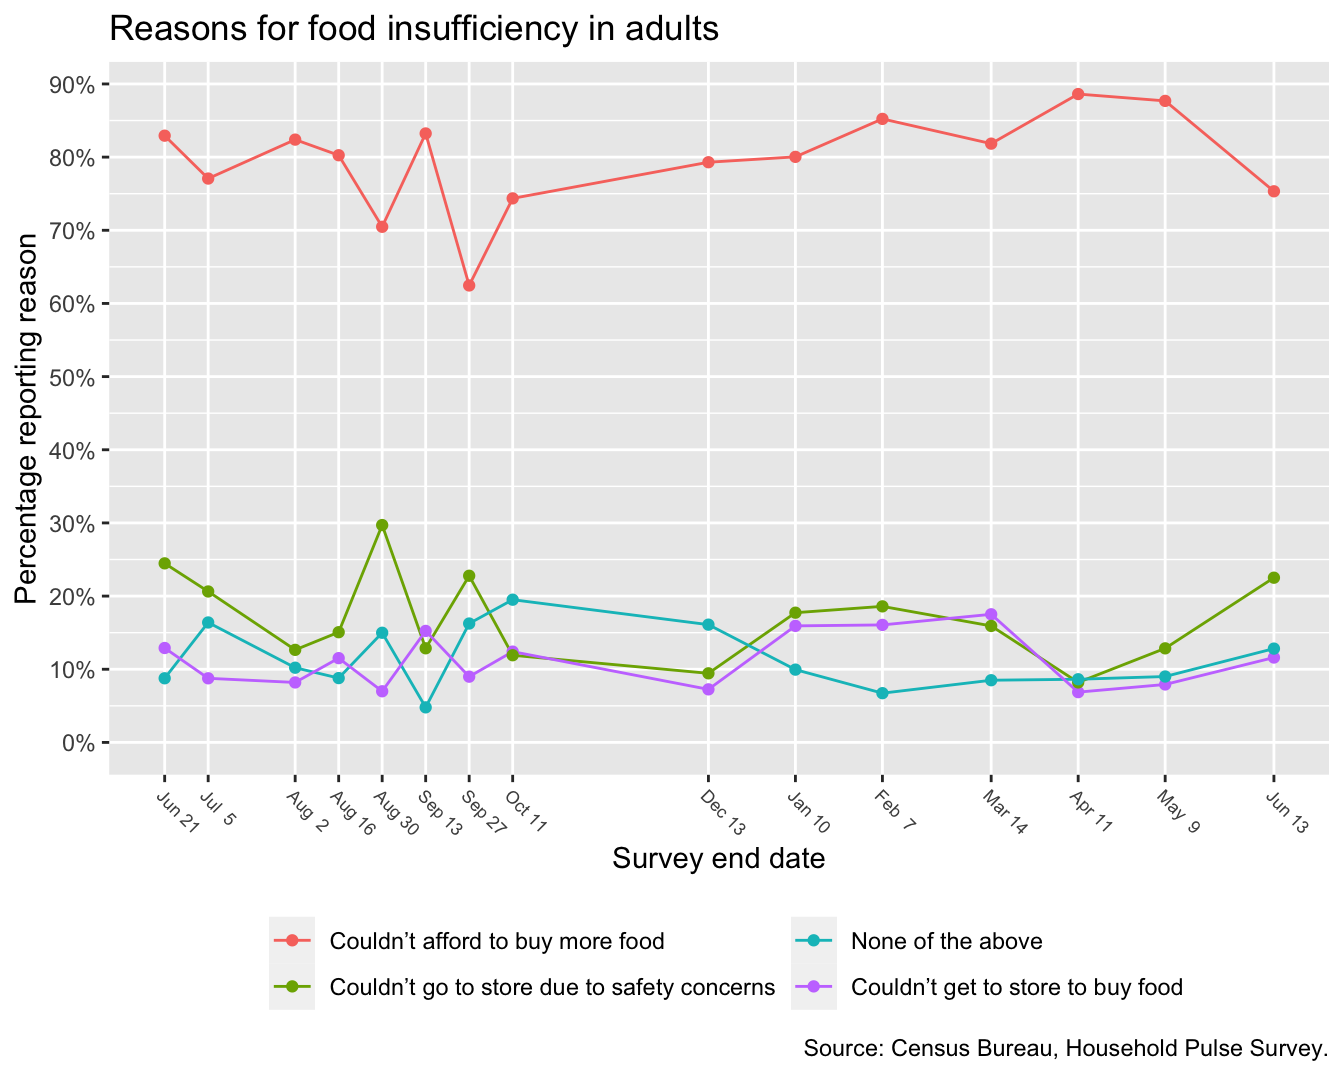 Reasons for food insufficiency in adults
Percentage reporting reason
90%
80%
70%
60%
50%
40%
30%
20%
10%
0%
Jun 21
Jul 5
Aug 2
Aug 16
Aug 30
Sep 13
Sep 27
Oct 11
Dec 13
Jan 10
Feb 7
Mar 14
Apr 11
May 9
Jun 13
Survey end date
Couldn’t afford to buy more food
None of the above
Couldn’t go to store due to safety concerns
Couldn’t get to store to buy food
Source: Census Bureau, Household Pulse Survey.